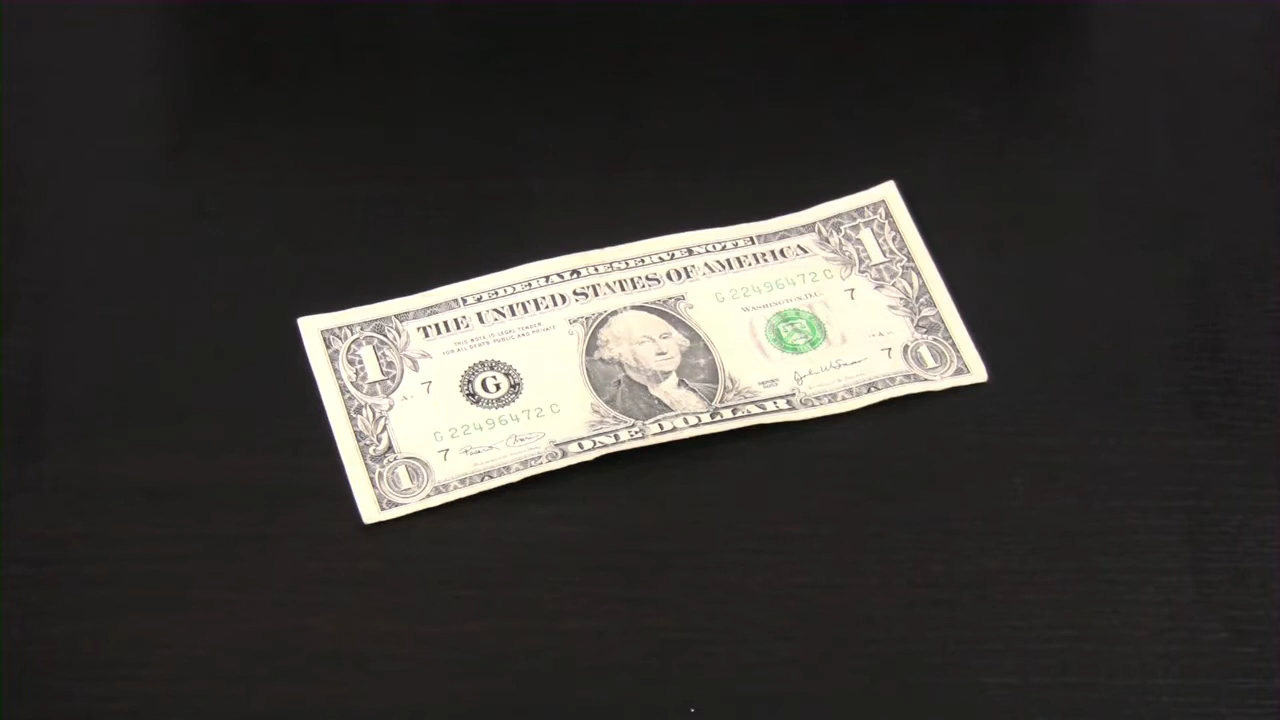 FEDERAL RESERVE NOTE
THE UNITED STATES OF AMERICA
1
1
THIS NOTE IS LEGAL TENDER
FOR ALL DEBTS, PUBLIC AND PRIVATE
G 22496472 C
WASHINGTON, D.C.
7
7
G
7
G 22496472 C
7
1
ONE DOLLAR
1